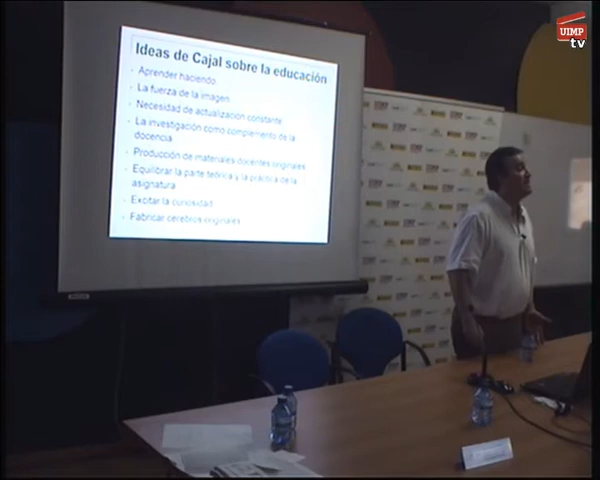 UIMP
tv
Ideas de Cajal sobre la educación
Aprender haciendo
La fuerza de la imagen
Necesidad de actualización constante
La investigación como complemento de la
docencia
Producción de materiales docentes originales
Equilibrar la parte teórica y la práctica de la
asignatura
Excitar la curiosidad
Fabricar cerebros originales